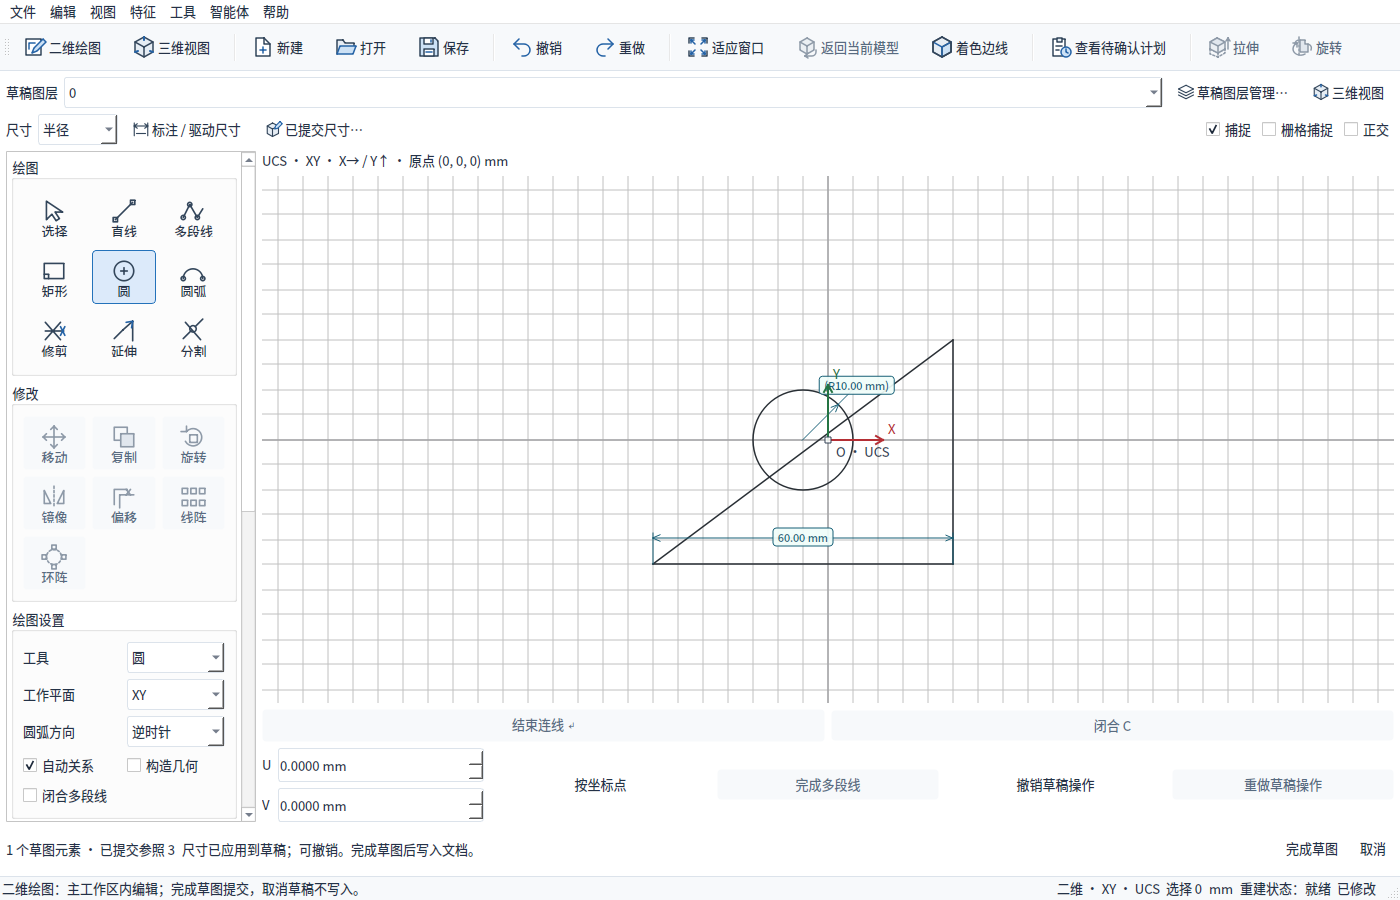 文件 编辑 视图 特征 工具 智能体 帮助
二维绘图 三维视图 新建 打开 保存 撤销 重做 适应窗口 返回当前模型 着色边线 查看待确认计划 拉伸 旋转
草稿图层 0 草稿图层管理… 三维视图
尺寸 半径 标注 / 驱动尺寸 已提交尺寸… 捕捉 栅格捕捉 正交
绘图
UCS · XY · X→ / Y↑ · 原点 (0, 0, 0) mm
选择 直线 多段线
矩形 圆 圆弧
修剪 延伸 分割
修改
移动 复制 旋转
镜像 偏移 线阵
环阵
Y
(R10.00 mm)
X
O · UCS
60.00 mm
绘图设置
工具 圆
工作平面 XY
圆弧方向 逆时针
自动关系 构造几何
闭合多段线
结束连线 ↲ 闭合 C
U 0.0000 mm
V 0.0000 mm
按坐标点 完成多段线 撤销草稿操作 重做草稿操作
1 个草图元素 · 已提交参照 3 尺寸已应用到草稿；可撤销。完成草图后写入文档。
完成草图 取消
二维绘图：主工作区内编辑；完成草图提交，取消草稿不写入。
二维 · XY · UCS 选择 0 mm 重建状态：就绪 已修改